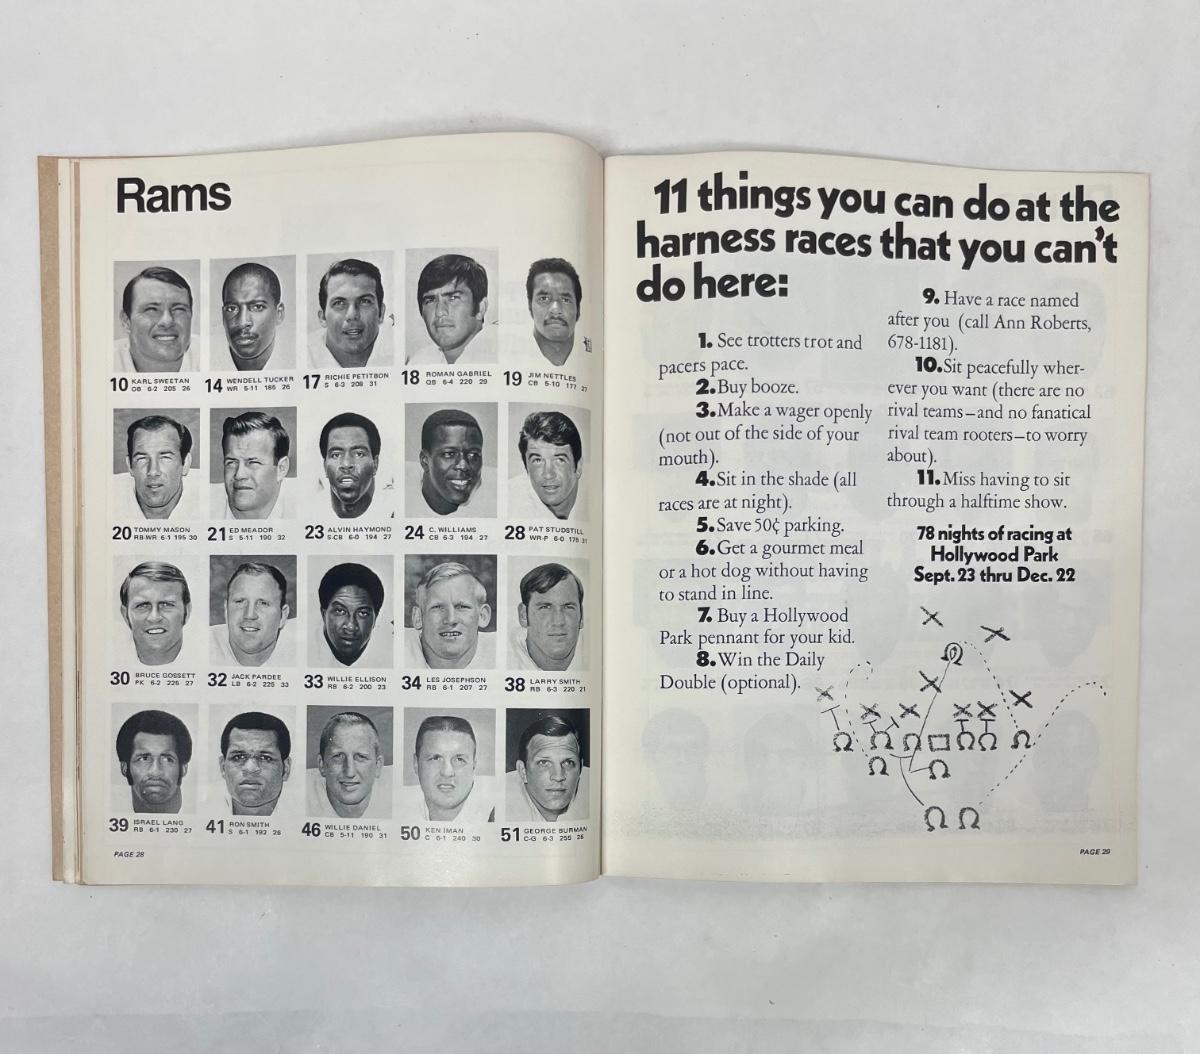 Rams
10 KARL SWEETAN
QB 6-2 205 26
14 WENDELL TUCKER
WR 5-11 185 26
17 RICHIE PETITBON
S 6-3 208 31
18 ROMAN GABRIEL
QB 6-4 220 29
19 JIM NETTLES
CB 5-10 177 27
20 TOMMY MASON
RB-WR 6-1 195 30
21 ED MEADOR
S 5-11 190 32
23 ALVIN HAYMOND
S-CB 6-0 194 27
24 C. WILLIAMS
CB 6-3 194 27
28 PAT STUDSTILL
WR-P 6-0 175 31
30 BRUCE GOSSETT
PK 6-2 226 27
32 JACK PARDEE
LB 6-2 225 33
33 WILLIE ELLISON
RB 6-2 200 23
34 LES JOSEPHSON
RB 6-1 207 27
38 LARRY SMITH
RB 6-3 220 21
39 ISRAEL LANG
RB 6-1 230 27
41 RON SMITH
S 6-1 192 26
46 WILLIE DANIEL
CB 5-11 190 31
50 KEN IMAN
C 6-1 240 30
51 GEORGE BURMAN
C-G 6-3 255 26
PAGE 28
11 things you can do at the
harness races that you can't
do here:
1. See trotters trot and
pacers pace.
2. Buy booze.
3. Make a wager openly
(not out of the side of your
mouth).
4. Sit in the shade (all
races are at night).
5. Save 50¢ parking.
6. Get a gourmet meal
or a hot dog without having
to stand in line.
7. Buy a Hollywood
Park pennant for your kid.
8. Win the Daily
Double (optional).
9. Have a race named
after you (call Ann Roberts,
678-1181).
10. Sit peacefully wher-
ever you want (there are no
rival teams—and no fanatical
rival team rooters—to worry
about).
11. Miss having to sit
through a halftime show.
78 nights of racing at
Hollywood Park
Sept. 23 thru Dec. 22
PAGE 29